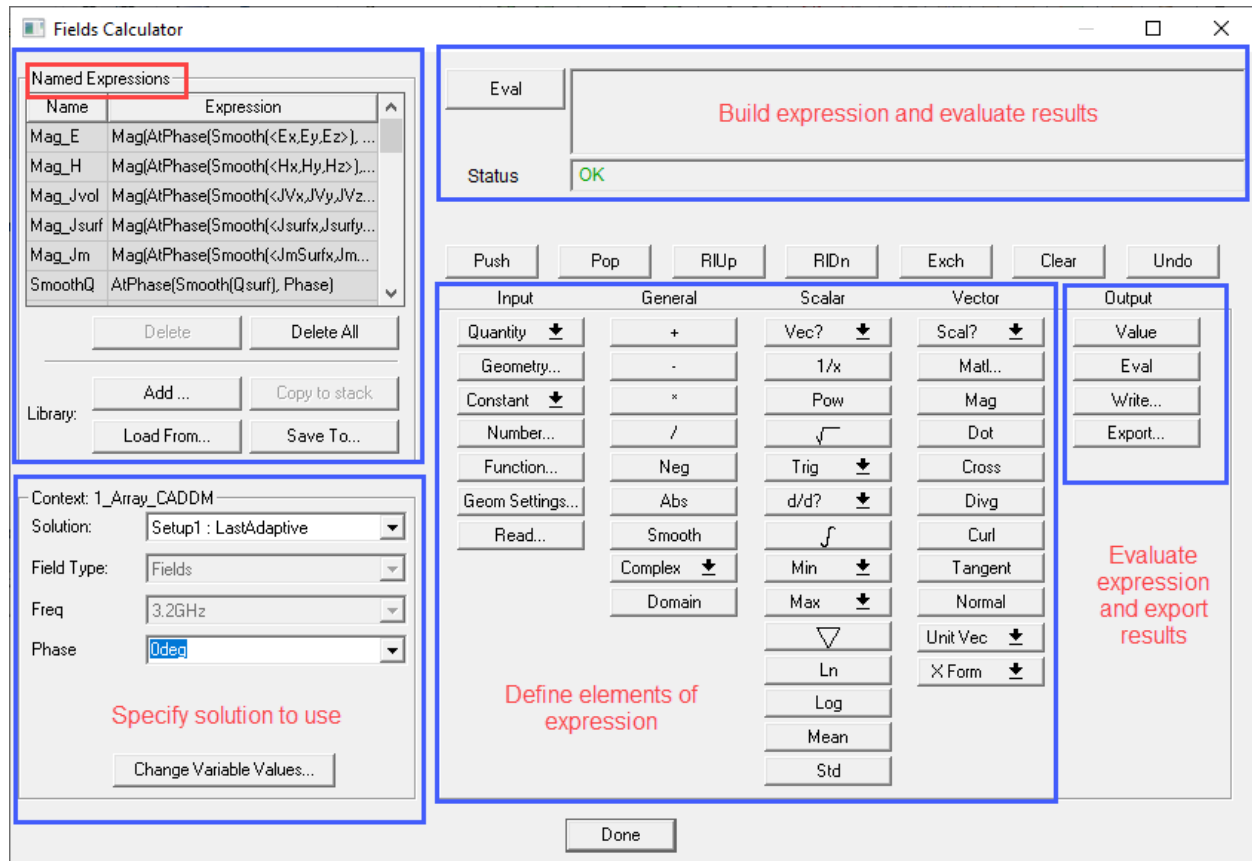 Fields Calculator
Named Expressions
Name Expression
Mag_E Mag(AtPhase(Smooth(<Ex,Ey,Ez>), ...
Mag_H Mag(AtPhase(Smooth(<Hx,Hy,Hz>),...
Mag_Jvol Mag(AtPhase(Smooth(<JVx,JVy,JVz...
Mag_Jsurf Mag(AtPhase(Smooth(<Jsurfx,Jsurfy...
Mag_Jm Mag(AtPhase(Smooth(<JmSurfx,Jm...
SmoothQ AtPhase(Smooth(Qsurf), Phase)
Delete Delete All
Library:
Add ... Copy to stack
Load From... Save To...
Context: 1_Array_CADDM
Solution: Setup1 : LastAdaptive
Field Type: Fields
Freq 3.2GHz
Phase 0deg
Specify solution to use
Change Variable Values...
Eval
Build expression and evaluate results
Status OK
Push Pop RlUp RlDn Exch Clear Undo
Input General Scalar Vector Output
Quantity + Vec? Scal? Value
Geometry... - 1/x Matl... Eval
Constant * Pow Mag Write...
Number... / √ Dot Export...
Function... Neg Trig Cross
Geom Settings... Abs d/d? Divg
Read... Smooth ∫ Curl
Complex Min Tangent
Domain Max Normal
▽ Unit Vec
Ln X Form
Log
Mean
Std
Define elements of
expression
Evaluate
expression
and export
results
Done